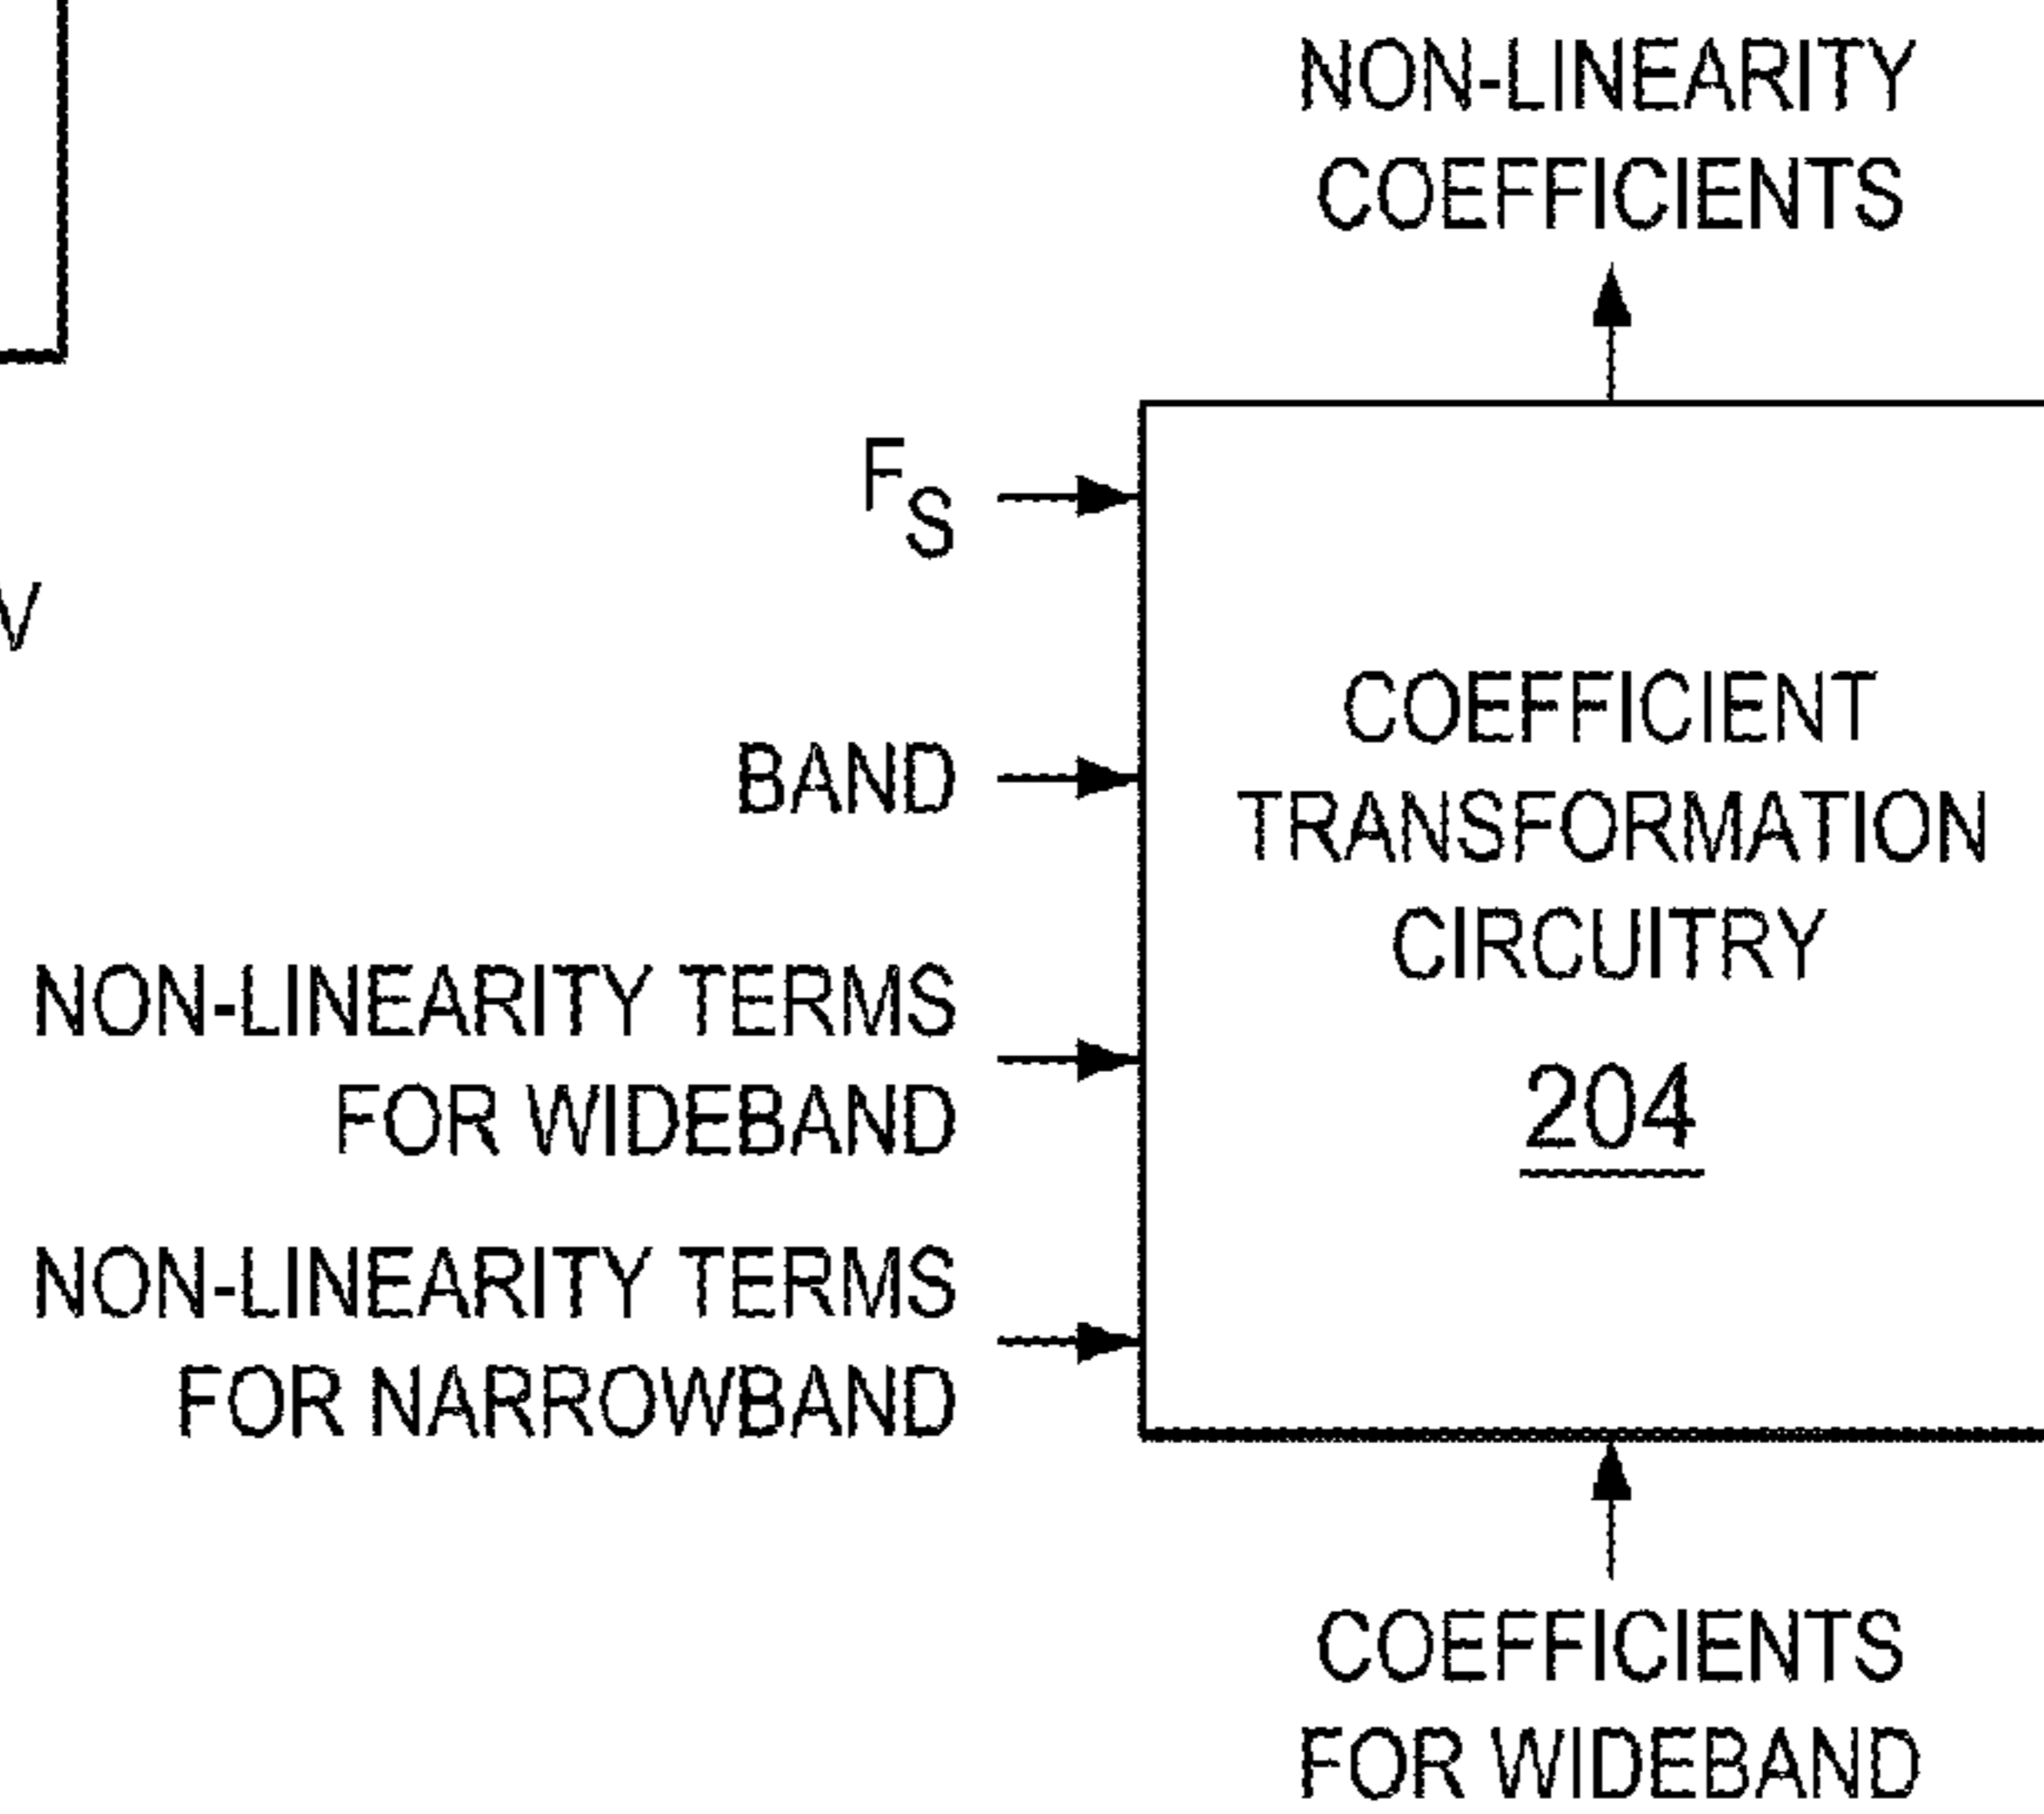 NON-LINEARITY
COEFFICIENTS
F_S
BAND
NON-LINEARITY TERMS
FOR WIDEBAND
NON-LINEARITY TERMS
FOR NARROWBAND
COEFFICIENT
TRANSFORMATION
CIRCUITRY
204
COEFFICIENTS
FOR WIDEBAND